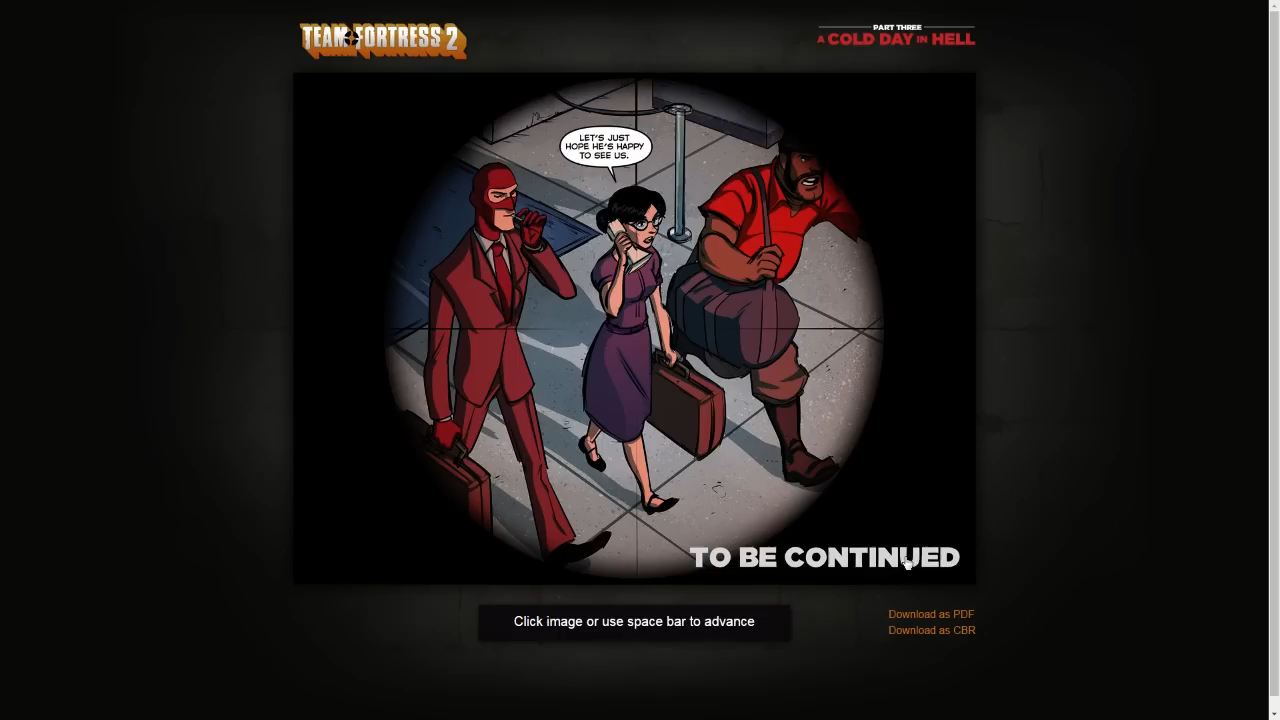 TEAM FORTRESS 2
PART THREE
A COLD DAY IN HELL
LET'S JUST
HOPE HE'S HAPPY
TO SEE US.
TO BE CONTINUED
Click image or use space bar to advance
Download as PDF
Download as CBR